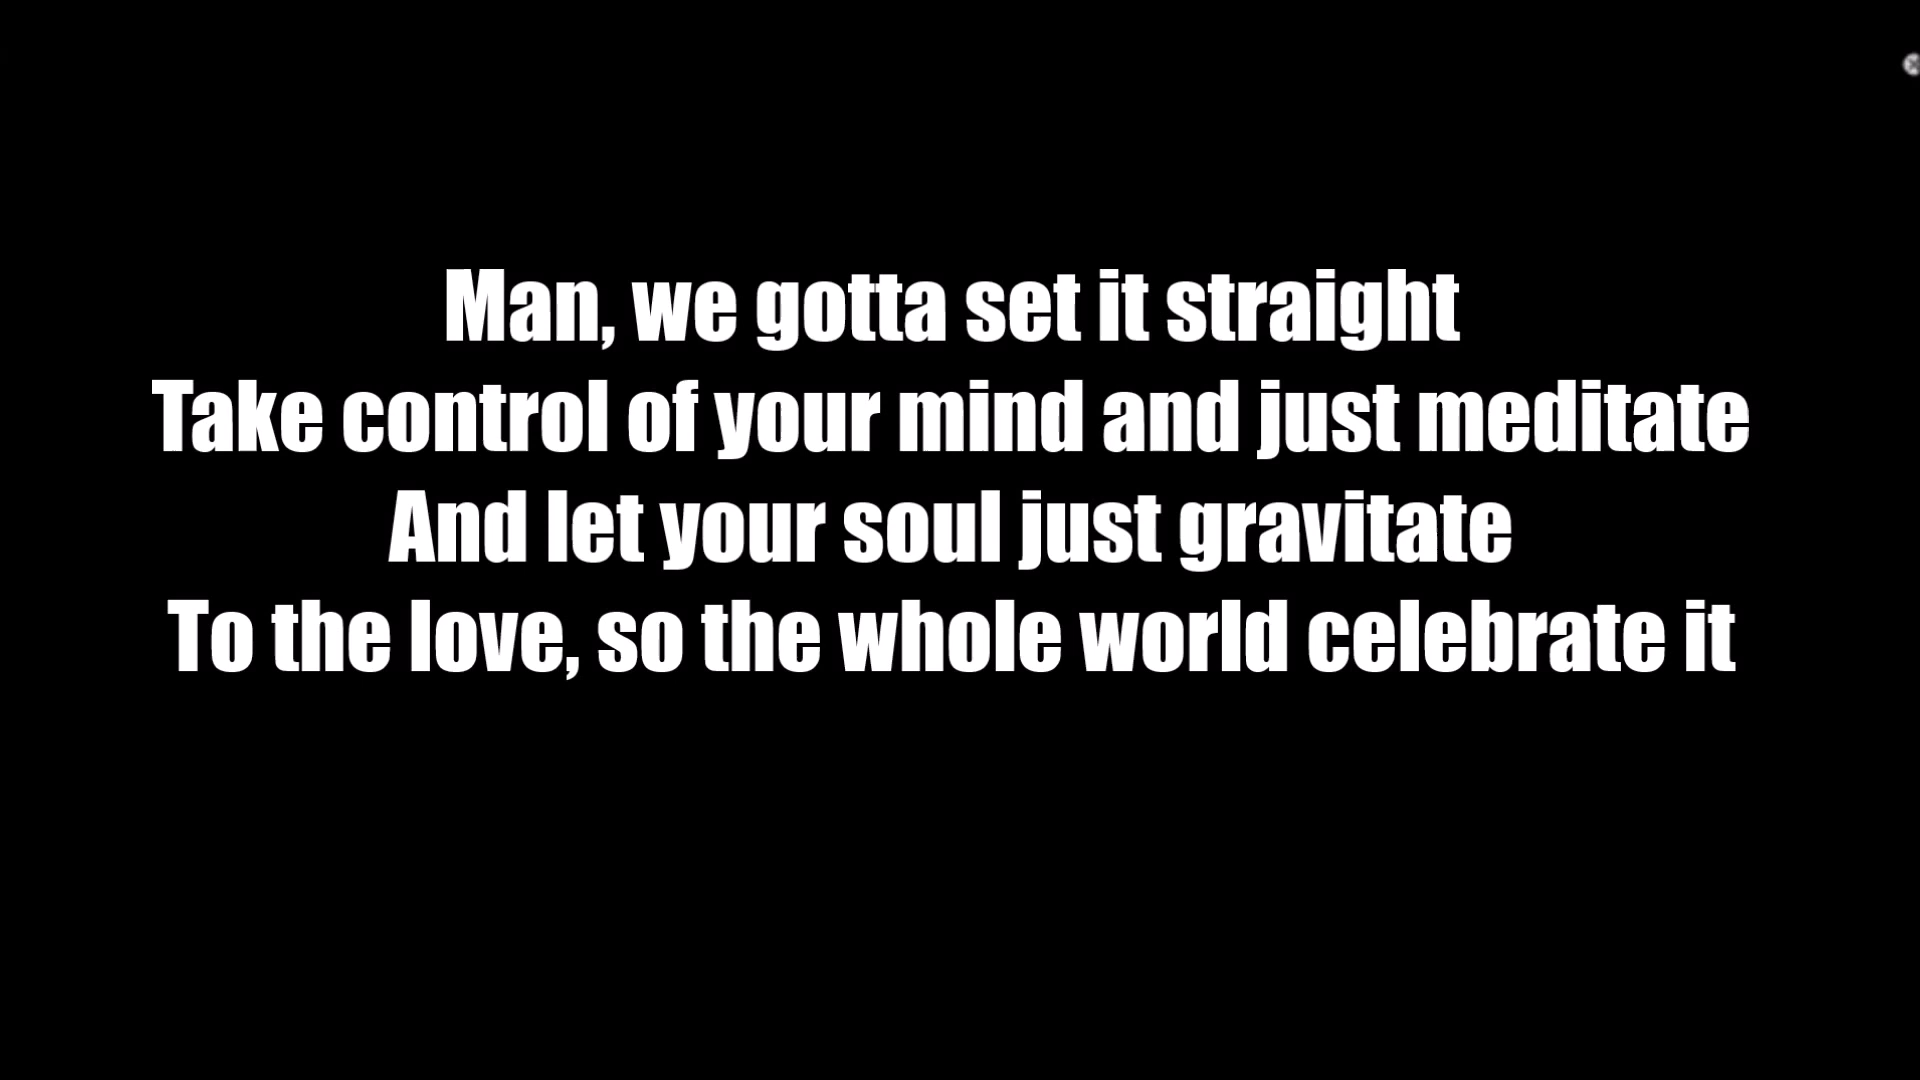 Man, we gotta set it straight
Take control of your mind and just meditate
And let your soul just gravitate
To the love, so the whole world celebrate it